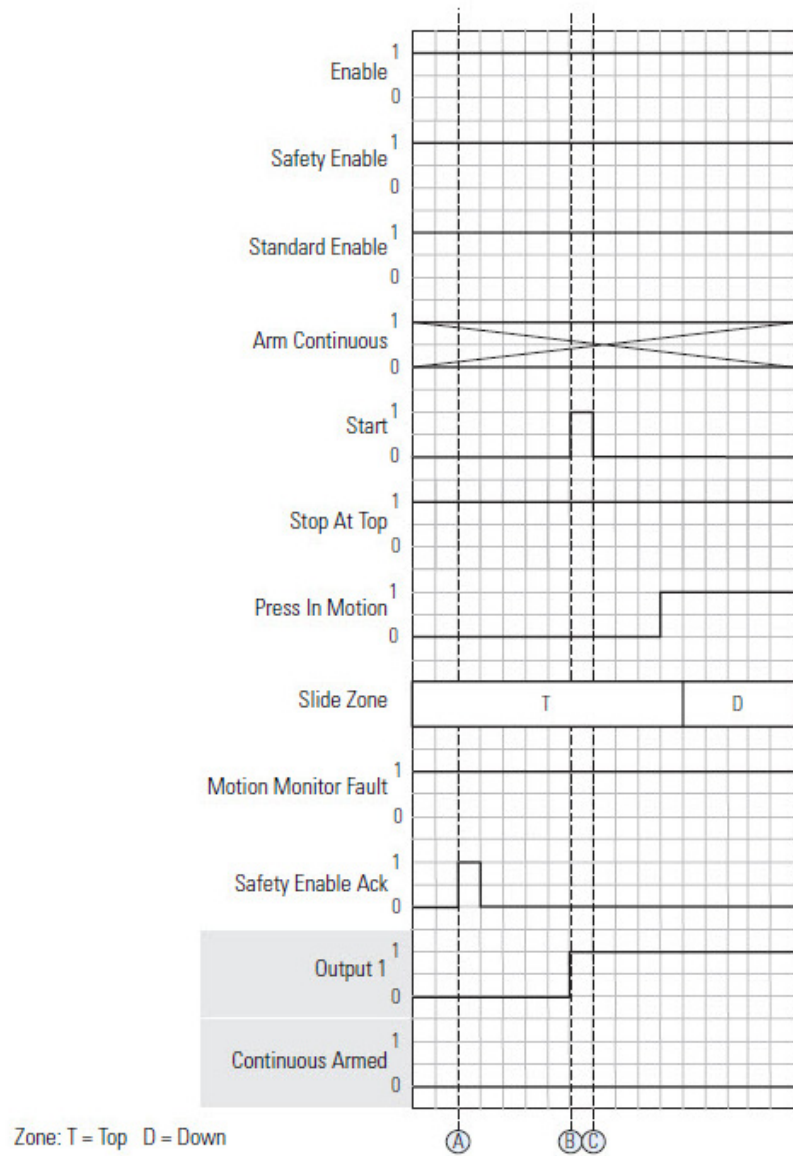 Enable 1
0
Safety Enable 1
0
Standard Enable 1
0
Arm Continuous 1
0
Start 1
0
Stop At Top 1
0
Press In Motion 1
0
Slide Zone T D
Motion Monitor Fault 1
0
Safety Enable Ack 1
0
Output 1 1
0
Continuous Armed 1
0
Zone: T = Top D = Down A B C